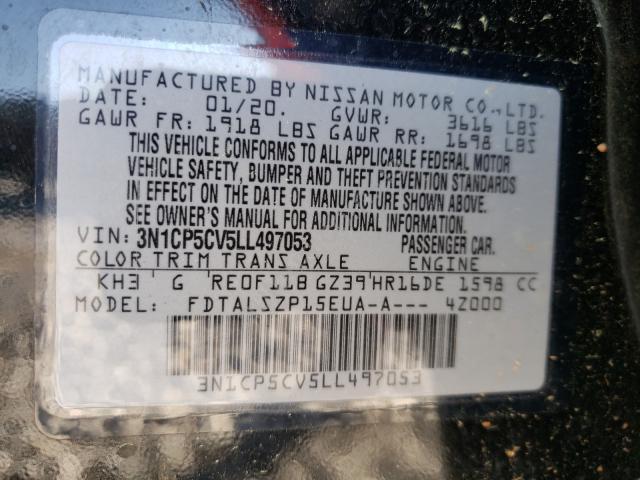 MANUFACTURED BY NISSAN MOTOR CO., LTD.
DATE: 01/20. GVWR: 3616 LBS
GAWR FR: 1918 LBS GAWR RR: 1698 LBS
THIS VEHICLE CONFORMS TO ALL APPLICABLE FEDERAL MOTOR
VEHICLE SAFETY, BUMPER AND THEFT PREVENTION STANDARDS
IN EFFECT ON THE DATE OF MANUFACTURE SHOWN ABOVE.
SEE OWNER'S MANUAL FOR ADDITIONAL INFORMATION.
VIN: 3N1CP5CV5LL497053 PASSENGER CAR.
COLOR TRIM TRANS AXLE ENGINE
KH3 G RE0F11B GZ39 HR16DE 1598 CC
MODEL: FDTALSZP15EUA-A--- 4Z000
3N1CP5CV5LL497053